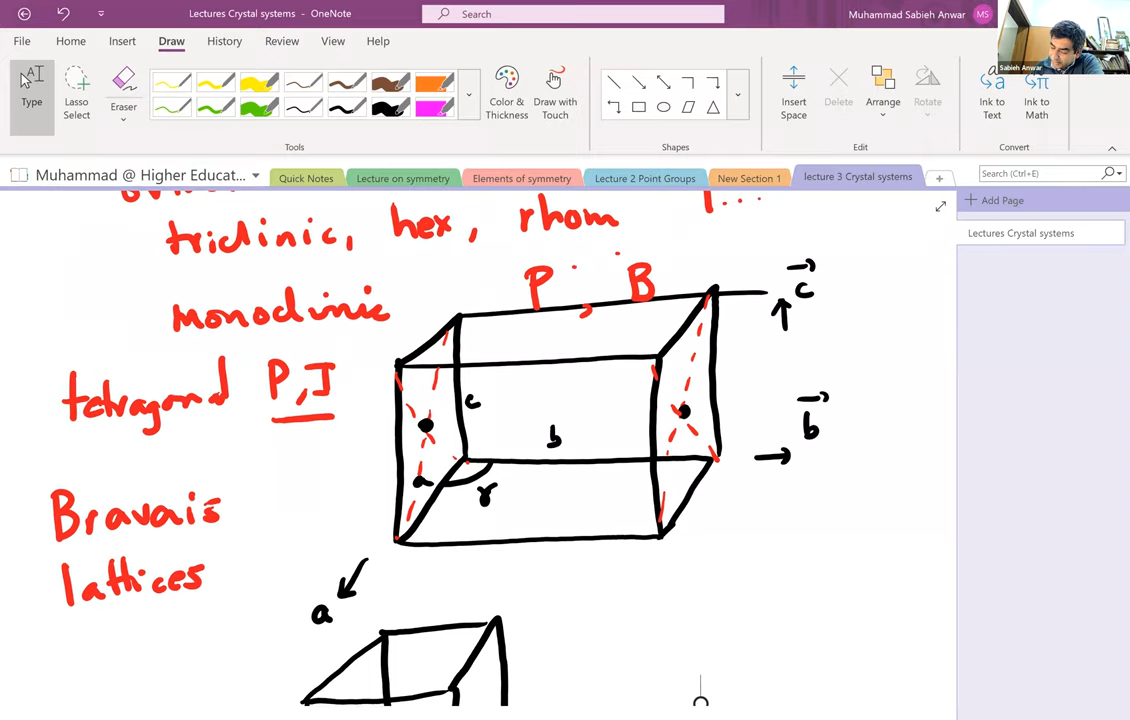 Lectures Crystal systems - OneNote
Search
Muhammad Sabieh Anwar
MS
Sabieh Anwar
File Home Insert Draw History Review View Help
Type
Lasso Select
Eraser
Color & Thickness
Draw with Touch
Insert Space
Delete
Arrange
Rotate
Ink to Text
Ink to Math
Tools
Shapes
Edit
Convert
Muhammad @ Higher Educat...
Quick Notes
Lecture on symmetry
Elements of symmetry
Lecture 2 Point Groups
New Section 1
lecture 3 Crystal systems
Search (Ctrl+E)
Add Page
Lectures Crystal systems
triclinic, hex, rhom
P , B
monoclinic
tetragonal P, I
Bravais
lattices
c
b
a
γ
c
b
a